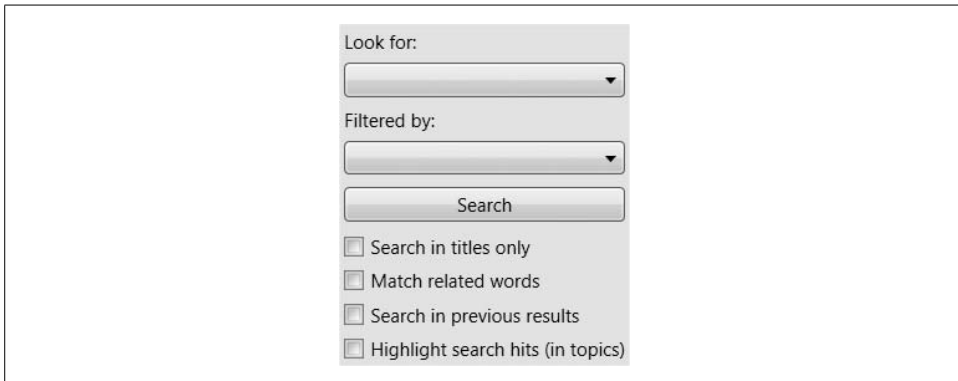 Look for:
Filtered by:
Search
Search in titles only
Match related words
Search in previous results
Highlight search hits (in topics)